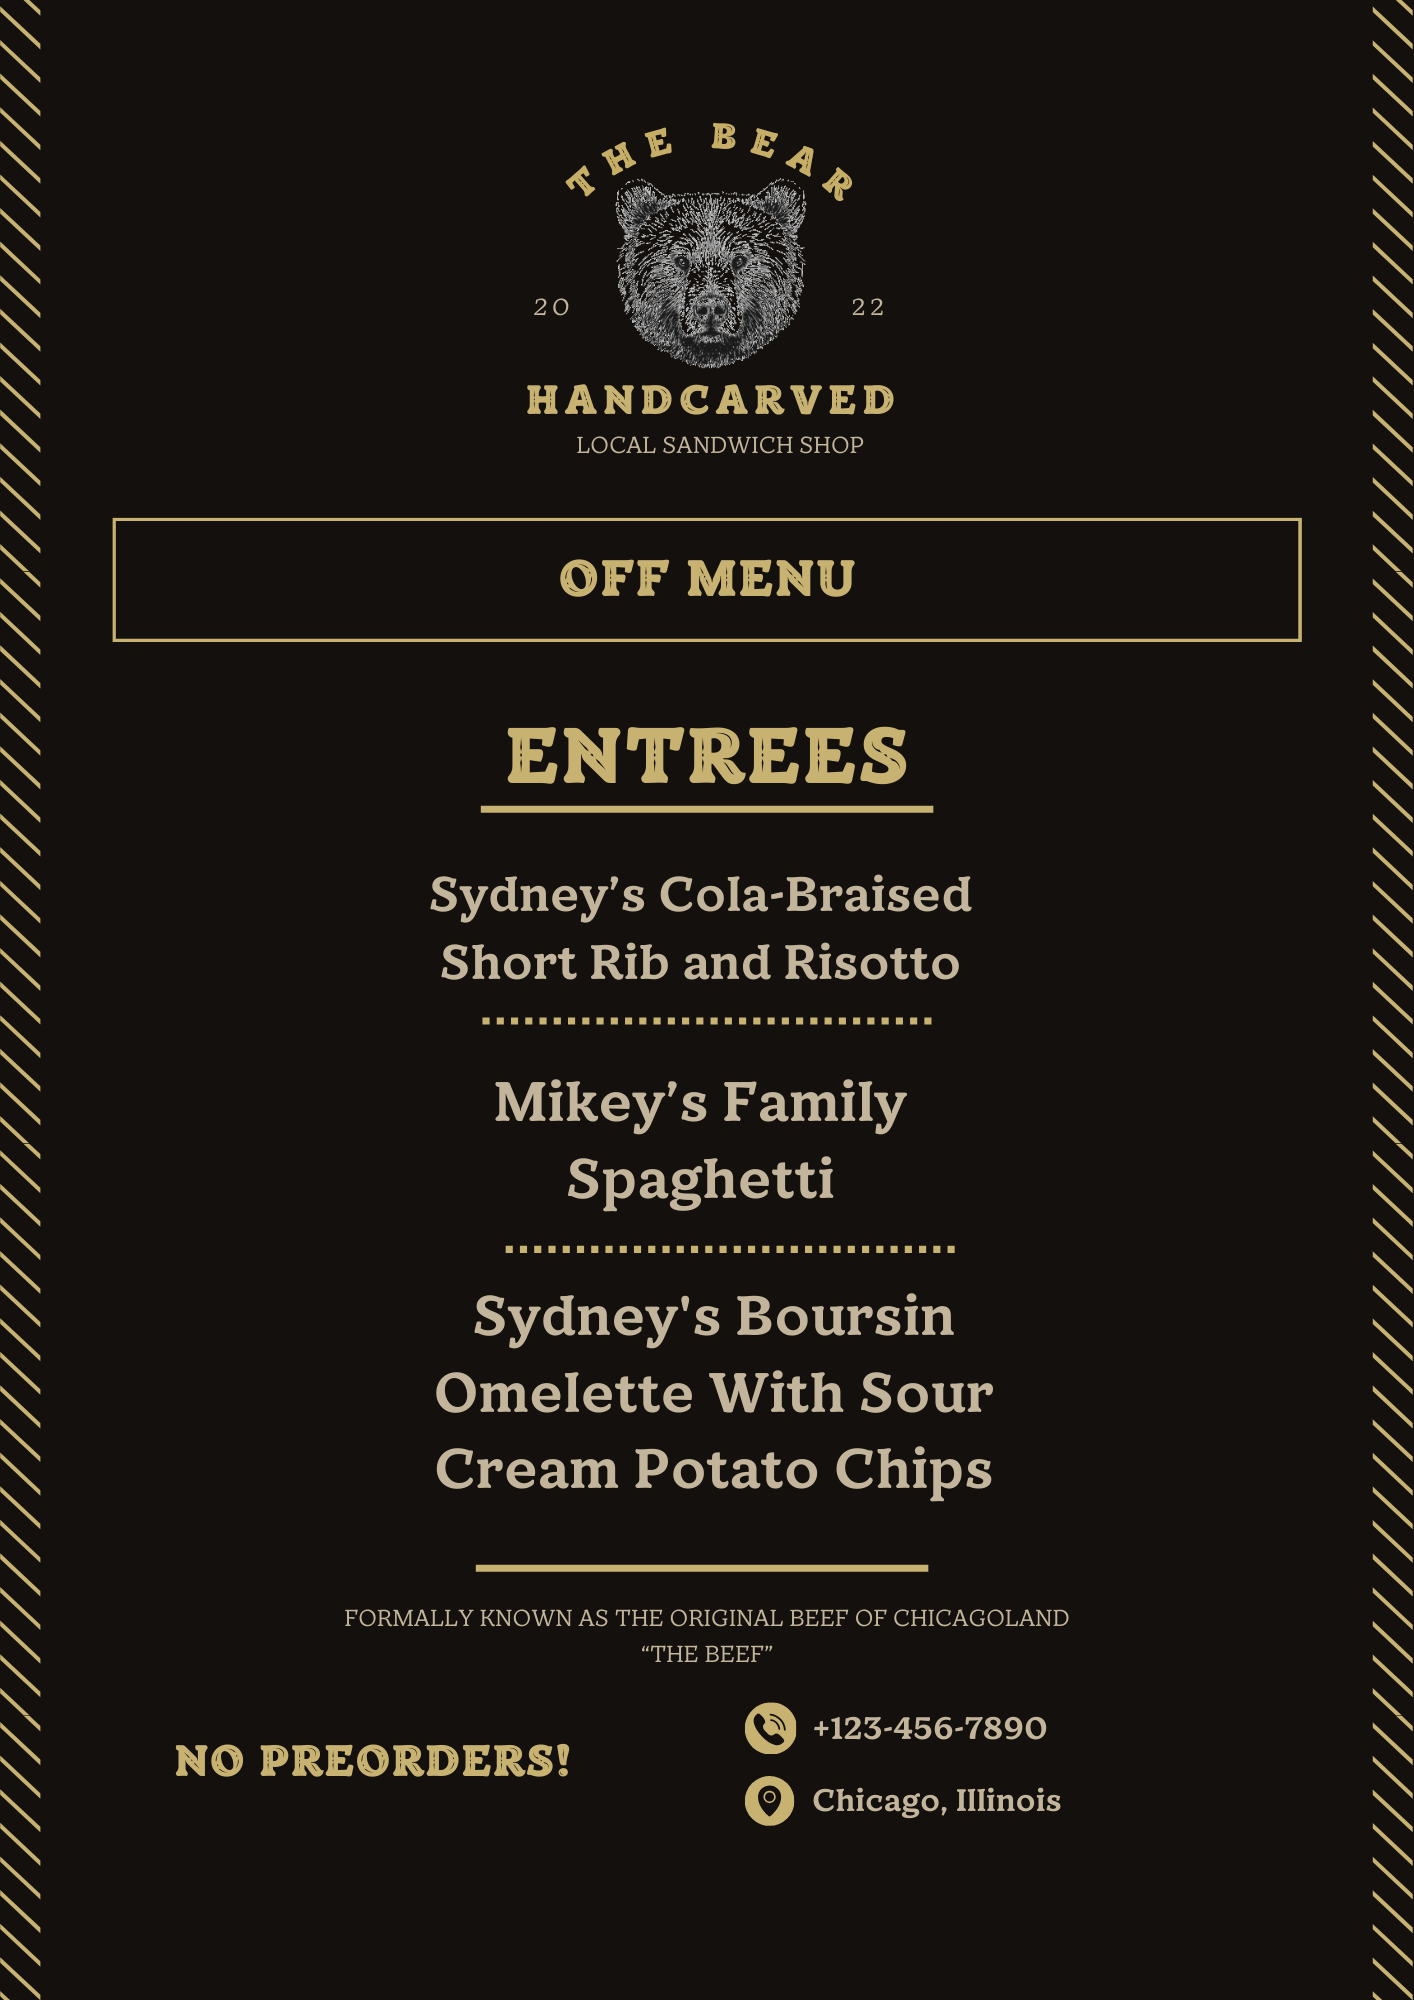 THE BEAR
20 22
HANDCARVED
LOCAL SANDWICH SHOP
OFF MENU
ENTREES
Sydney’s Cola-Braised
Short Rib and Risotto
Mikey’s Family
Spaghetti
Sydney's Boursin
Omelette With Sour
Cream Potato Chips
FORMALLY KNOWN AS THE ORIGINAL BEEF OF CHICAGOLAND
“THE BEEF”
NO PREORDERS!
+123-456-7890
Chicago, Illinois